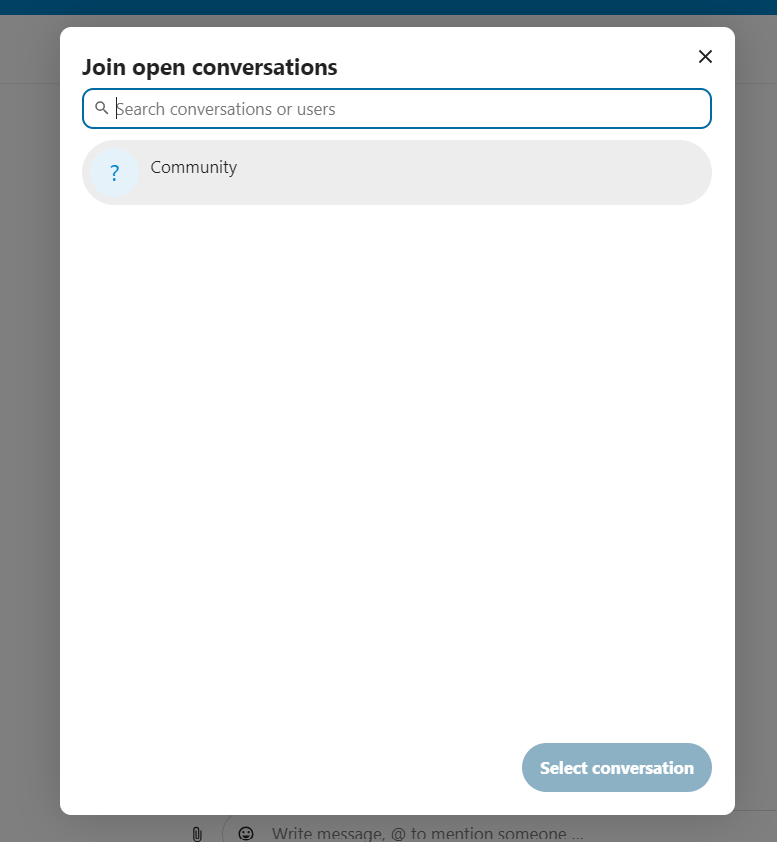 Join open conversations
Search conversations or users
?
Community
Select conversation
Write message, @ to mention someone ...